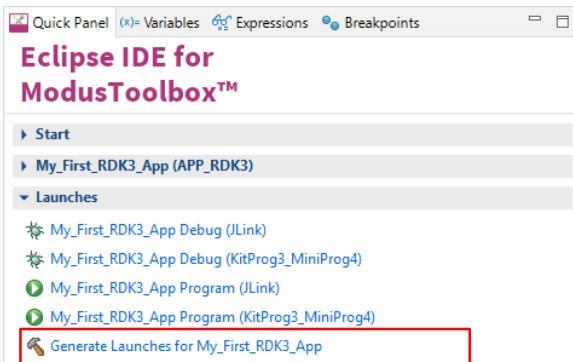 Quick Panel (x)= Variables Expressions Breakpoints
Eclipse IDE for
ModusToolbox™
Start
My_First_RDK3_App (APP_RDK3)
Launches
My_First_RDK3_App Debug (JLink)
My_First_RDK3_App Debug (KitProg3_MiniProg4)
My_First_RDK3_App Program (JLink)
My_First_RDK3_App Program (KitProg3_MiniProg4)
Generate Launches for My_First_RDK3_App